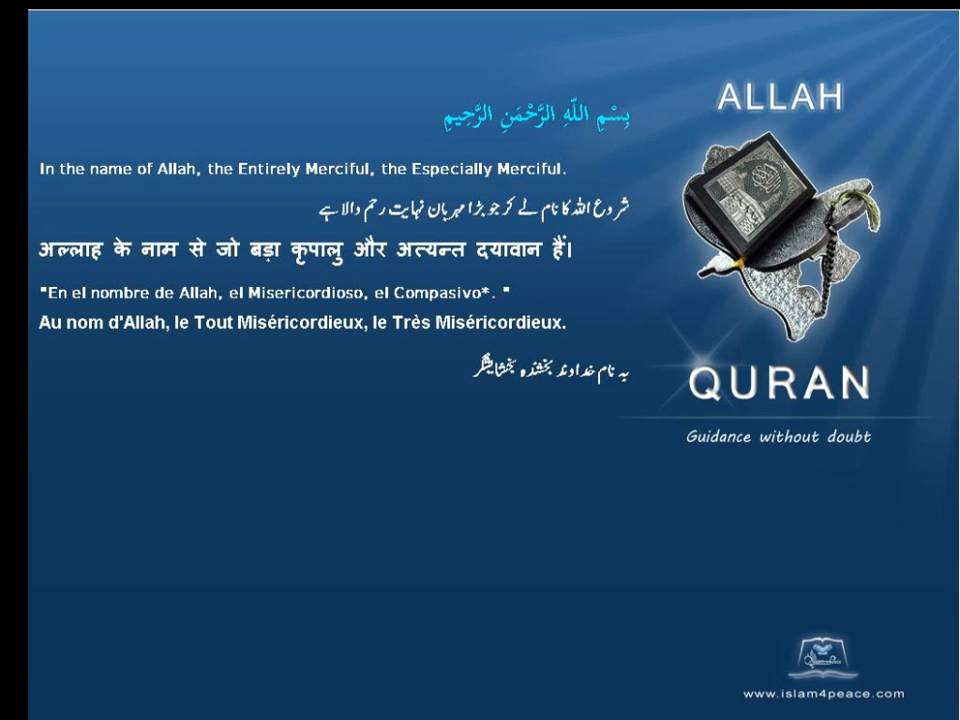 بِسْمِ اللّهِ الرَّحْمَنِ الرَّحِيمِ
In the name of Allah, the Entirely Merciful, the Especially Merciful.
شروع الله کا نام لے کر جو بڑا مہربان نہایت رحم والا ہے
अल्लाह के नाम से जो बड़ा कृपालु और अत्यन्त दयावान हैं।
"En el nombre de Allah, el Misericordioso, el Compasivo*. "
Au nom d'Allah, le Tout Miséricordieux, le Très Miséricordieux.
به نام خداوند بخشنده بخشایشگر
ALLAH
QURAN
Guidance without doubt
www.islam4peace.com